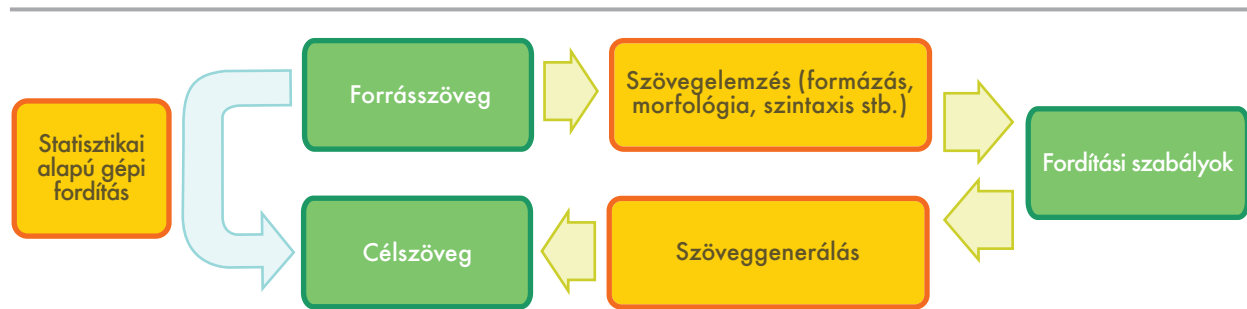 Statisztikai
alapú gépi
fordítás
Forrásszöveg
Szövegelemzés (formázás,
morfológia, szintaxis stb.)
Fordítási szabályok
Célszöveg
Szöveggenerálás